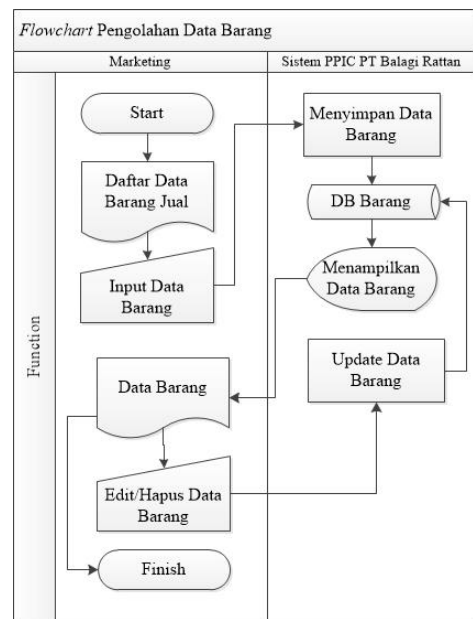 Flowchart Pengolahan Data Barang
Marketing
Sistem PPIC PT Balagi Rattan
Function
Start
Daftar Data
Barang Jual
Input Data
Barang
Menyimpan Data
Barang
DB Barang
Menampilkan
Data Barang
Data Barang
Update Data
Barang
Edit/Hapus Data
Barang
Finish